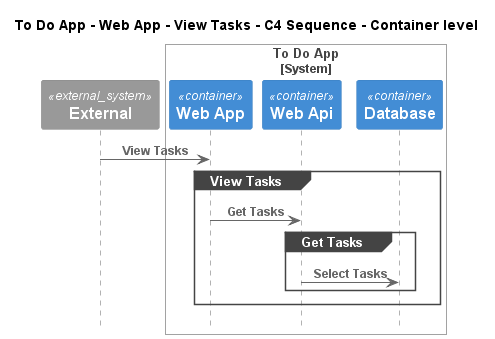 To Do App - Web App - View Tasks - C4 Sequence - Container level
To Do App
[System]
«external_system»
External
«container»
Web App
«container»
Web Api
«container»
Database
View Tasks
View Tasks
Get Tasks
Get Tasks
Select Tasks